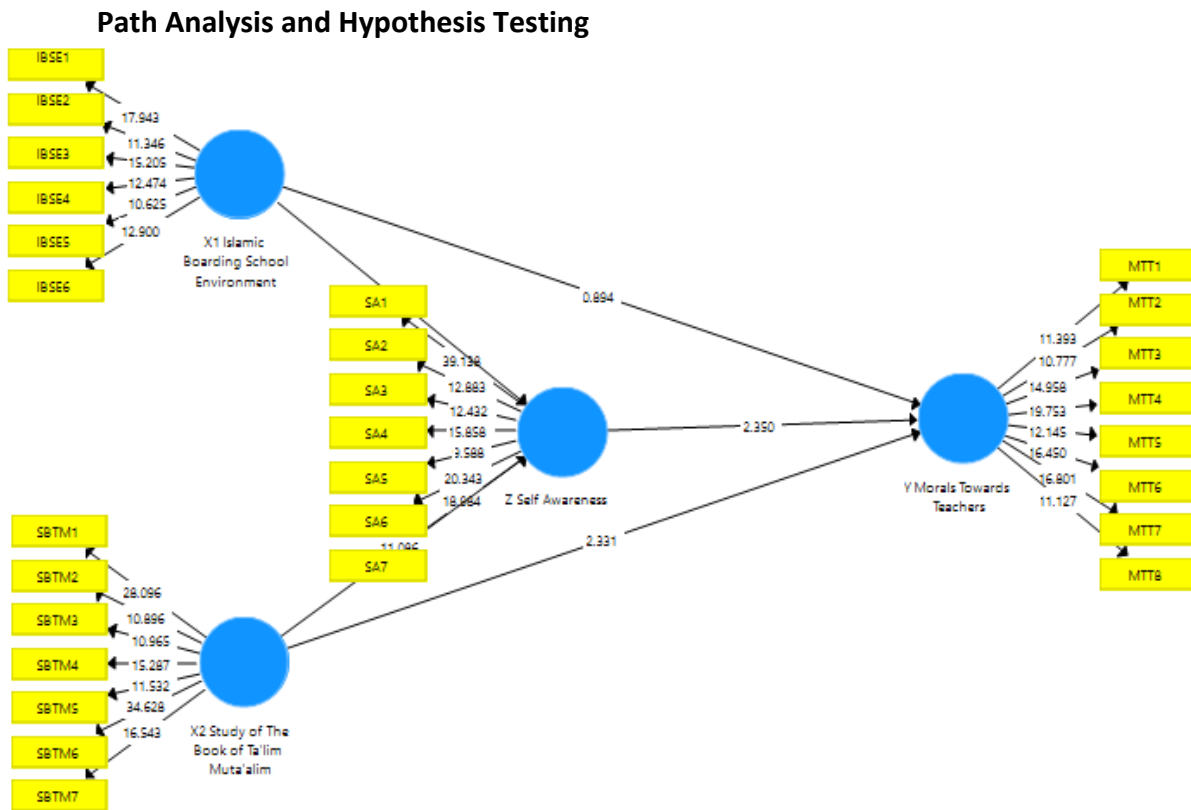 Path Analysis and Hypothesis Testing
IBSE1
IBSE2
IBSE3
IBSE4
IBSE5
IBSE6
17.943
11.346
15.205
12.474
10.625
12.900
X1 Islamic
Boarding School
Environment
0.894
SA1
SA2
SA3
SA4
SA5
SA6
SA7
39.138
12.883
12.432
15.858
20.343
Z Self Awareness
2.350
2.331
MTT1
MTT2
MTT3
MTT4
MTT5
MTT6
MTT7
MTT8
11.393
10.777
14.958
19.753
12.145
16.450
16.801
11.127
Y Morals Towards
Teachers
SBTM1
SBTM2
SBTM3
SBTM4
SBTM5
SBTM6
SBTM7
28.096
10.896
10.965
15.287
11.532
34.628
16.543
X2 Study of The
Book of Ta'lim
Muta'alim